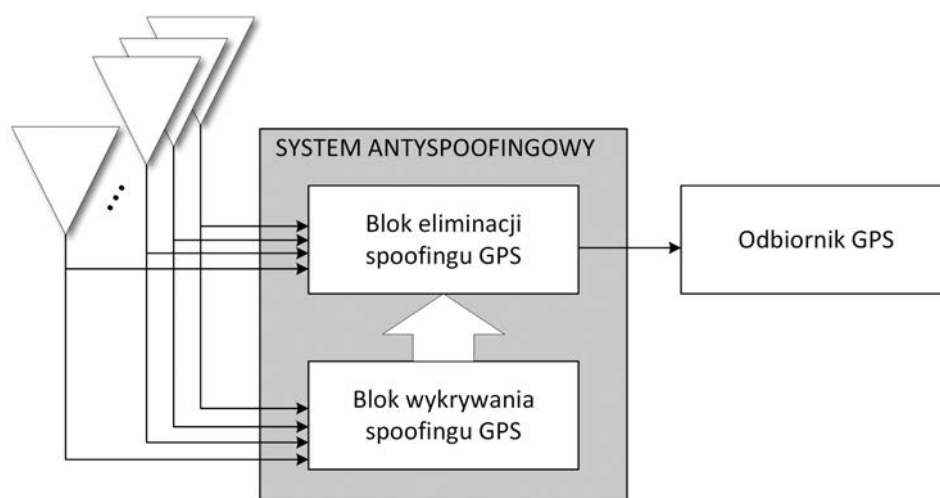 SYSTEM ANTYSPOOFINGOWY
Blok eliminacji
spoofingu GPS
Odbiornik GPS
Blok wykrywania
spoofingu GPS